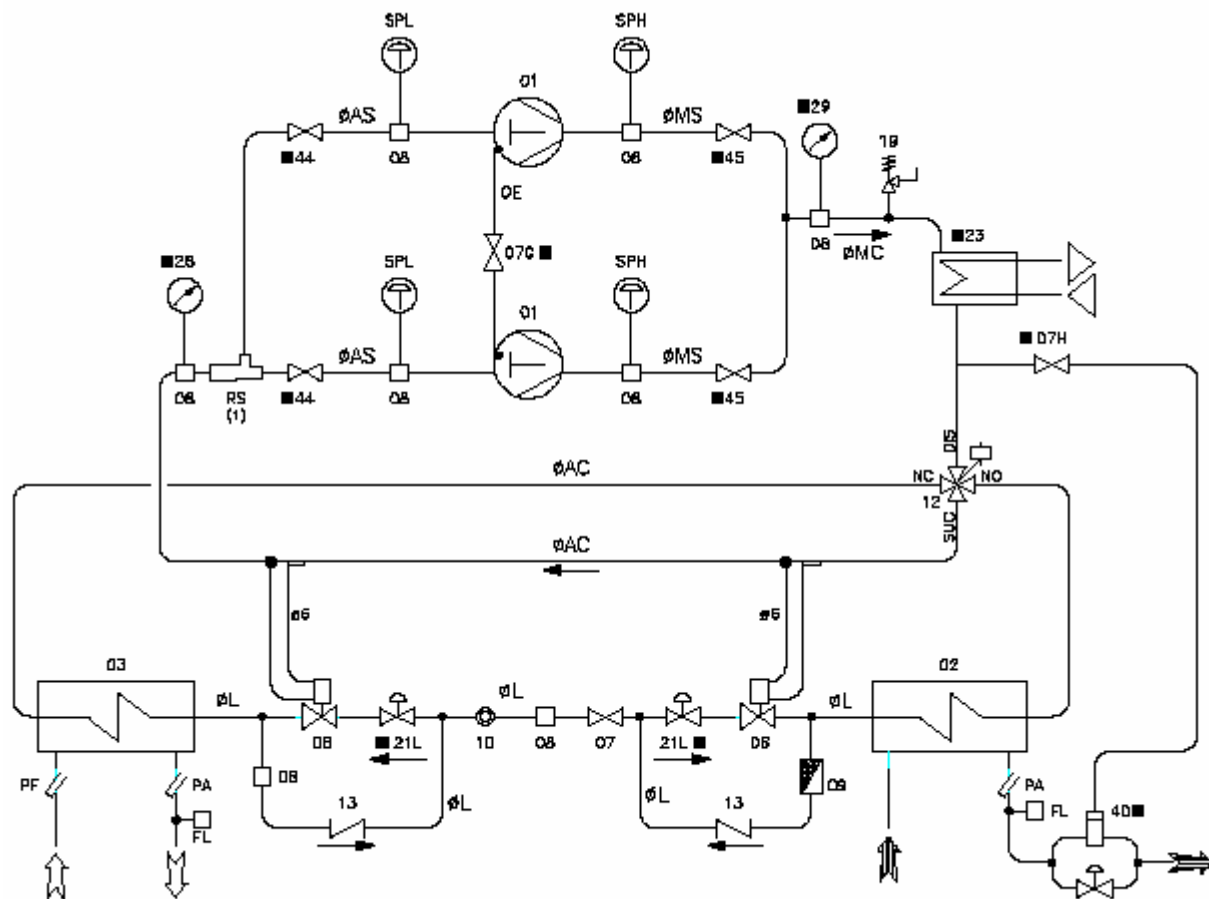 SPL
SPH
01
■29
ØAS
ØMS
19
■44
08
08
■45
0E
08
ØMC
■23
■28
SPL
07C ■
SPH
01
■ 07H
ØAS
ØMS
08
RS
(1)
■44
08
08
■45
DIS
ØAC
NC
NO
12
SUC
ØAC
ø6
ø6
03
02
ØL
ØL
ØL
08
■ 21L
10
08
07
21L ■
06
PF
PA
08
13
ØL
ØL
13
09
PA
FL
FL
40■